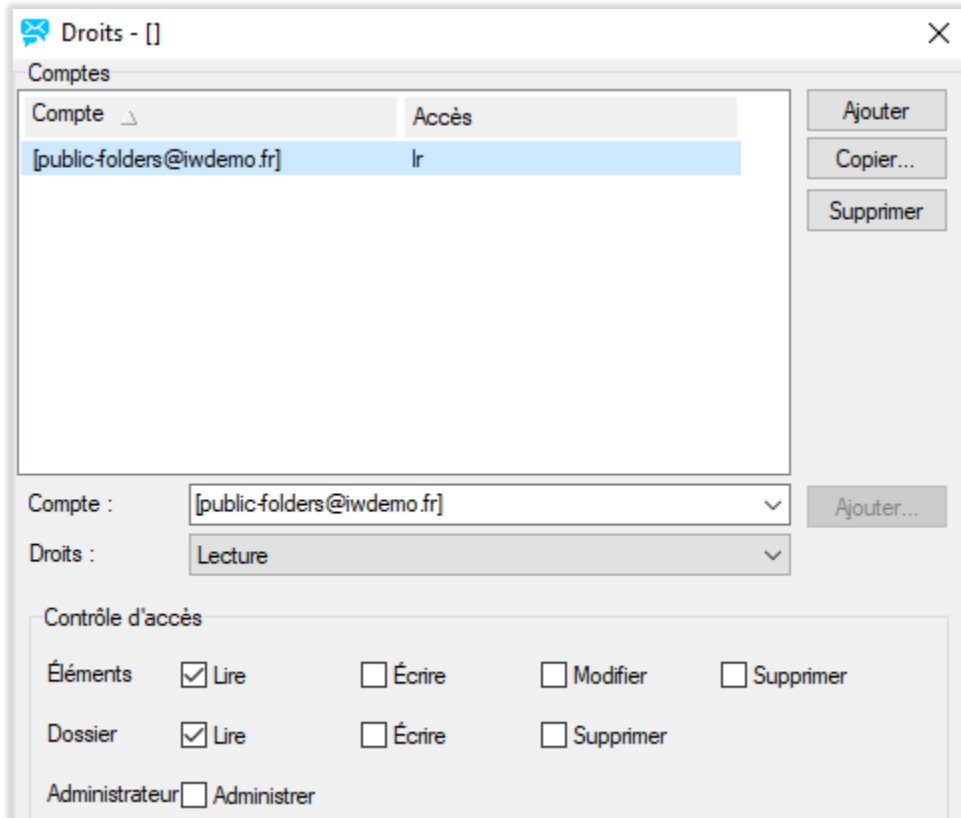 Droits - []
Comptes
Compte Accès Ajouter
[public-folders@iwdemo.fr] lr Copier...
Supprimer
Compte : [public-folders@iwdemo.fr] Ajouter...
Droits : Lecture
Contrôle d'accès
Éléments Lire Écrire Modifier Supprimer
Dossier Lire Écrire Supprimer
Administrateur Administrer